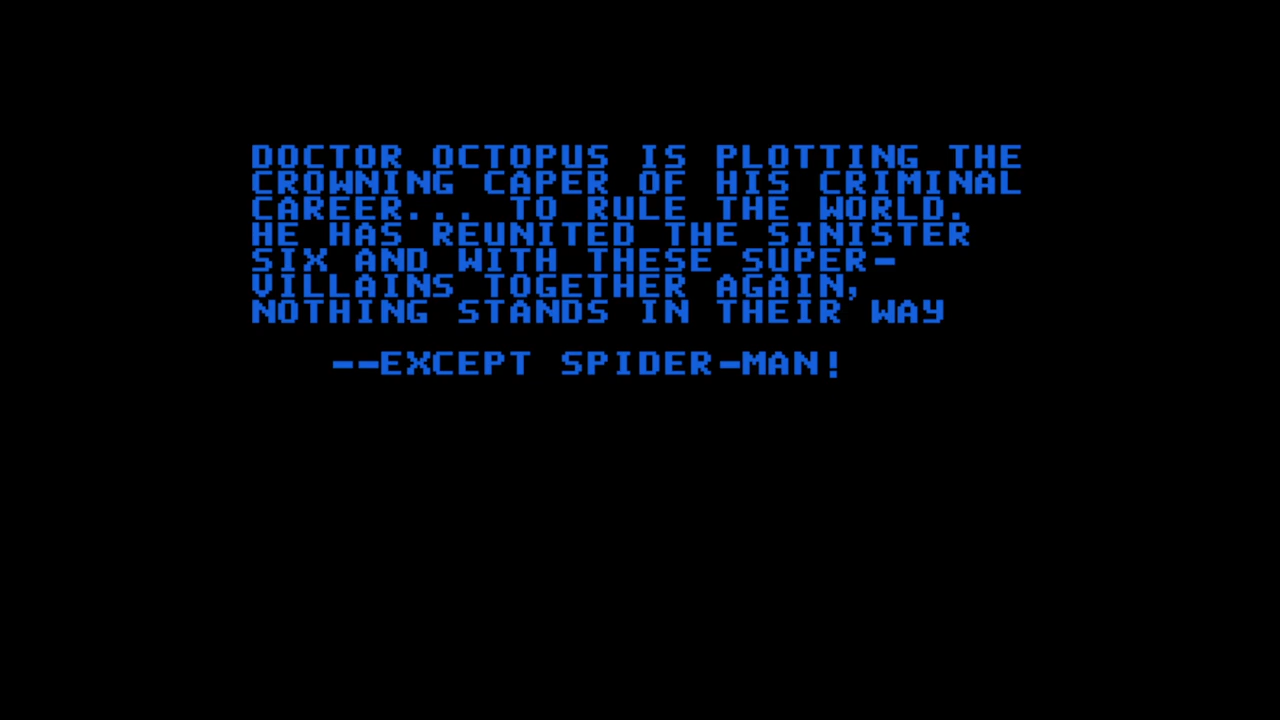 DOCTOR OCTOPUS IS PLOTTING THE
CROWNING CAPER OF HIS CRIMINAL
CAREER... TO RULE THE WORLD.
HE HAS REUNITED THE SINISTER
SIX AND WITH THESE SUPER-
VILLAINS TOGETHER AGAIN,
NOTHING STANDS IN THEIR WAY
--EXCEPT SPIDER-MAN!